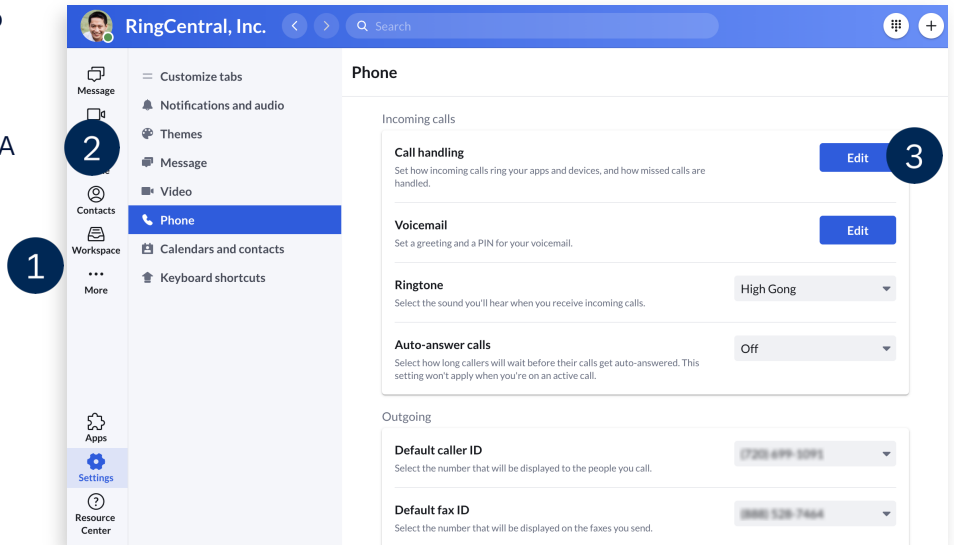 RingCentral, Inc.
Search
Message
2
Contacts
Workspace
1
More
Apps
Settings
Resource
Center
Customize tabs
Notifications and audio
Themes
Message
Video
Phone
Calendars and contacts
Keyboard shortcuts
Phone
Incoming calls
Call handling
Set how incoming calls ring your apps and devices, and how missed calls are
handled.
Edit
3
Voicemail
Set a greeting and a PIN for your voicemail.
Edit
Ringtone
Select the sound you'll hear when you receive incoming calls.
High Gong
Auto-answer calls
Select how long callers will wait before their calls get auto-answered. This
setting won't apply when you're on an active call.
Off
Outgoing
Default caller ID
Select the number that will be displayed to the people you call.
Default fax ID
Select the number that will be displayed on the faxes you send.
A